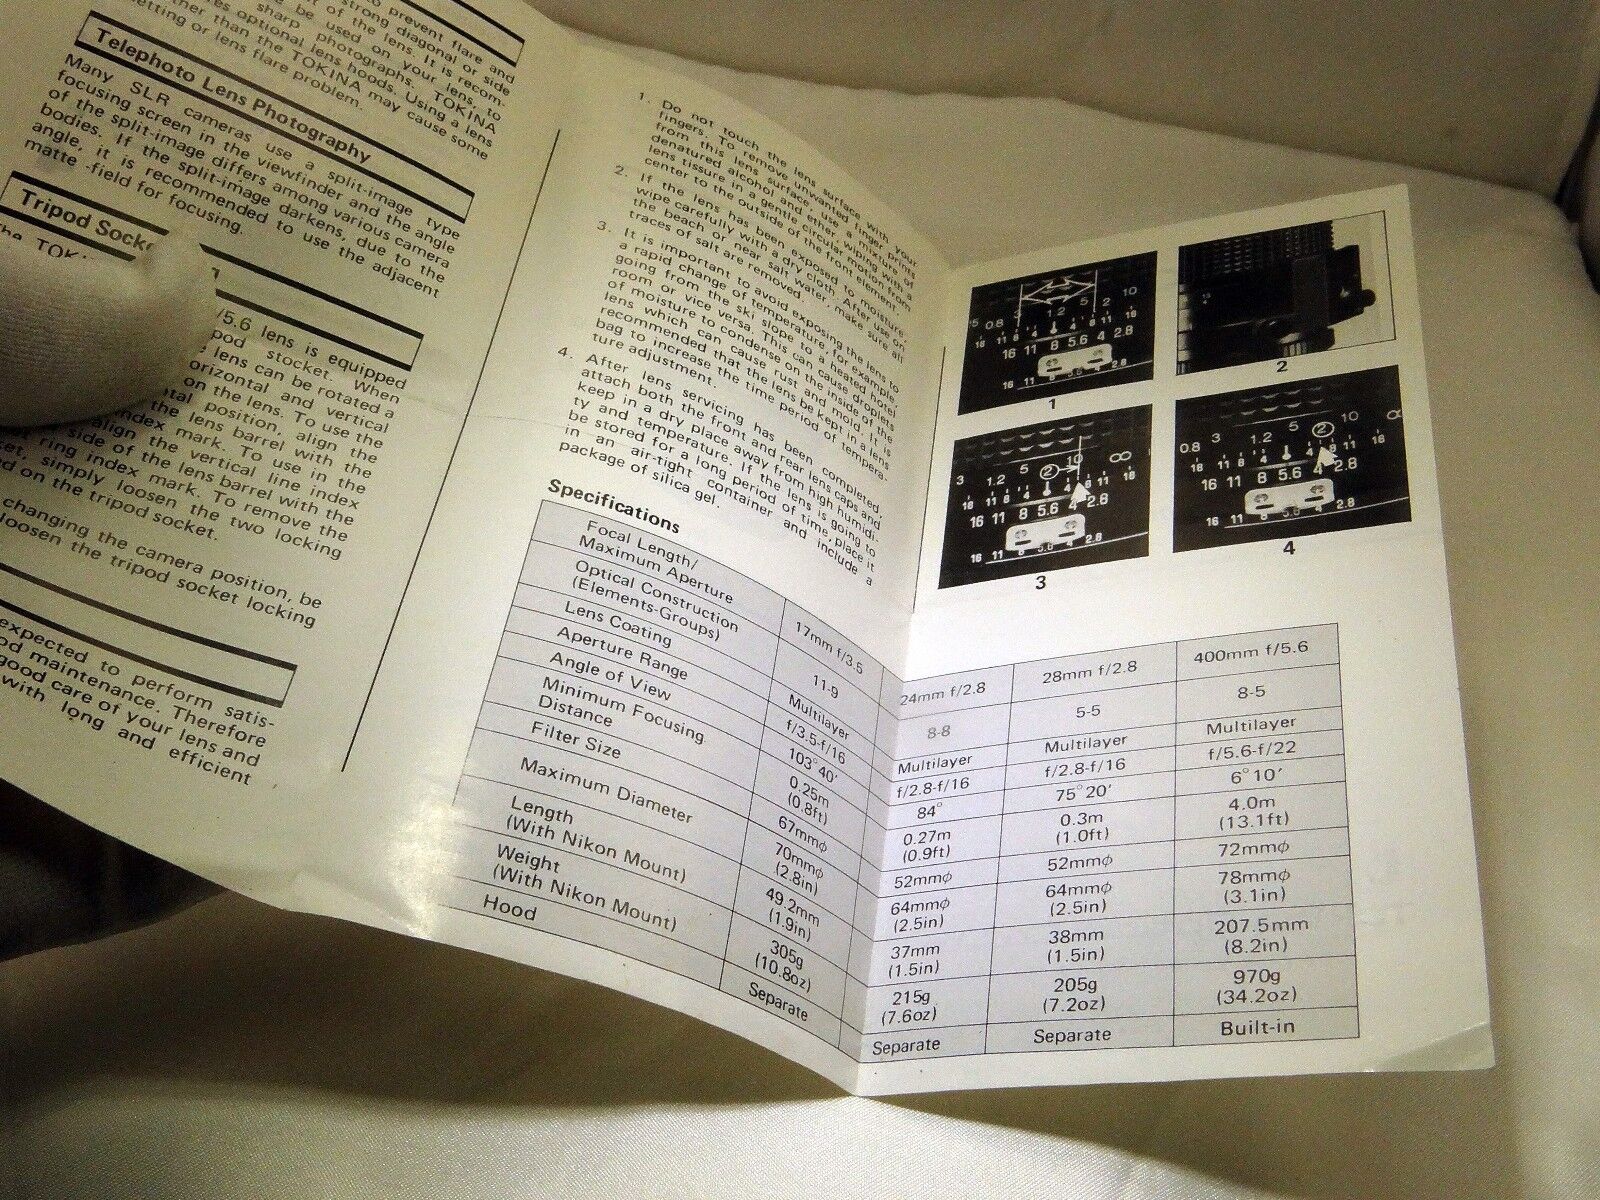 to prevent flare and
strong diagonal or side
of the lens. It is recom-
be used on your lens, to
sharp photographs. TOKINA
optional lens hoods. Using a lens
other than the TOKINA may cause some
or lens flare problem.
Telephoto Lens Photography
Many SLR cameras use a split-image type
focusing screen in the viewfinder and the angle
of the split-image differs among various camera
bodies. If the split-image darkens, due to the
angle, it is recommended to use the adjacent
matte -field for focusing.
Tripod
/5.6 lens is equipped
stocket. When
lens can be rotated a
horizontal and vertical
on the lens. To use the
position, align the
the lens barrel with the
index mark. To use in the
align the vertical line index
side of the lens barrel with the
ring index mark. To remove the
simply loosen the two locking
on the tripod socket.
changing the camera position, be
loosen the tripod socket locking
expected to perform satis-
maintenance. Therefore
good care of your lens and
with long and efficient
1. Do not touch the lens surface with your
fingers. To remove unwanted finger prints
from this lens surface, use a mixture of
denatured alcohol and ether wiping with a
lens tissure in a gentle circular motion from
center to the outside of the front element.
2. If the lens has been exposed to moisture
wipe carefully with a dry cloth. After use on
the beach or near salt water, make sure all
traces of salt are removed.
3. It is important to avoid exposing the lens to
a rapid change of temperature, for example
going from the ski slope to a heated hotel
room or vice versa. This can cause droplets
of moisture to condense on the inside of the
lens which can cause rust and mold. It is
recommended that the lens be kept in a lens
bag to increase the time period of tempera-
ture adjustment.
4. After lens servicing has been completed,
attach both the front and rear lens caps and
keep in a dry place away from high humidi-
ty and temperature. If the lens is going to
be stored for a long period of time, place it
in an air-tight container and include a
package of silica gel.
1
2
3
4
Specifications
Focal Length/ Maximum Aperture 17mm f/3.5 24mm f/2.8 28mm f/2.8 400mm f/5.6
Optical Construction (Elements-Groups) 11-9 8-8 5-5 8-5
Lens Coating Multilayer Multilayer Multilayer Multilayer
Aperture Range f/3.5-f/16 f/2.8-f/16 f/2.8-f/16 f/5.6-f/22
Angle of View 103°40′ 84° 75°20′ 6°10′
Minimum Focusing Distance 0.25m (0.8ft) 0.27m (0.9ft) 0.3m (1.0ft) 4.0m (13.1ft)
Filter Size 67mmϕ 52mmϕ 52mmϕ 72mmϕ
Maximum Diameter 70mmϕ (2.8in) 64mmϕ (2.5in) 64mmϕ (2.5in) 78mmϕ (3.1in)
Length (With Nikon Mount) 49.2mm (1.9in) 37mm (1.5in) 38mm (1.5in) 207.5mm (8.2in)
Weight (With Nikon Mount) 305g (10.8oz) 215g (7.6oz) 205g (7.2oz) 970g (34.2oz)
Hood Separate Separate Separate Built-in